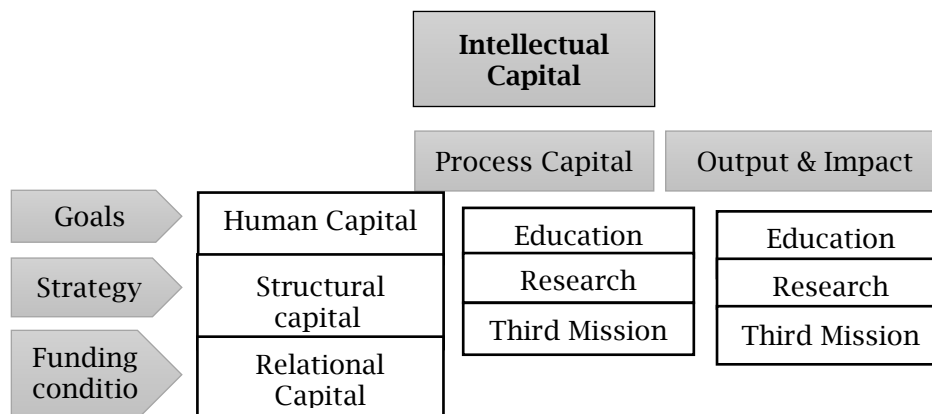 Intellectual
Capital
Process Capital
Output & Impact
Goals
Human Capital
Education
Education
Strategy
Structural
capital
Research
Research
Third Mission
Third Mission
Funding
conditio
Relational
Capital